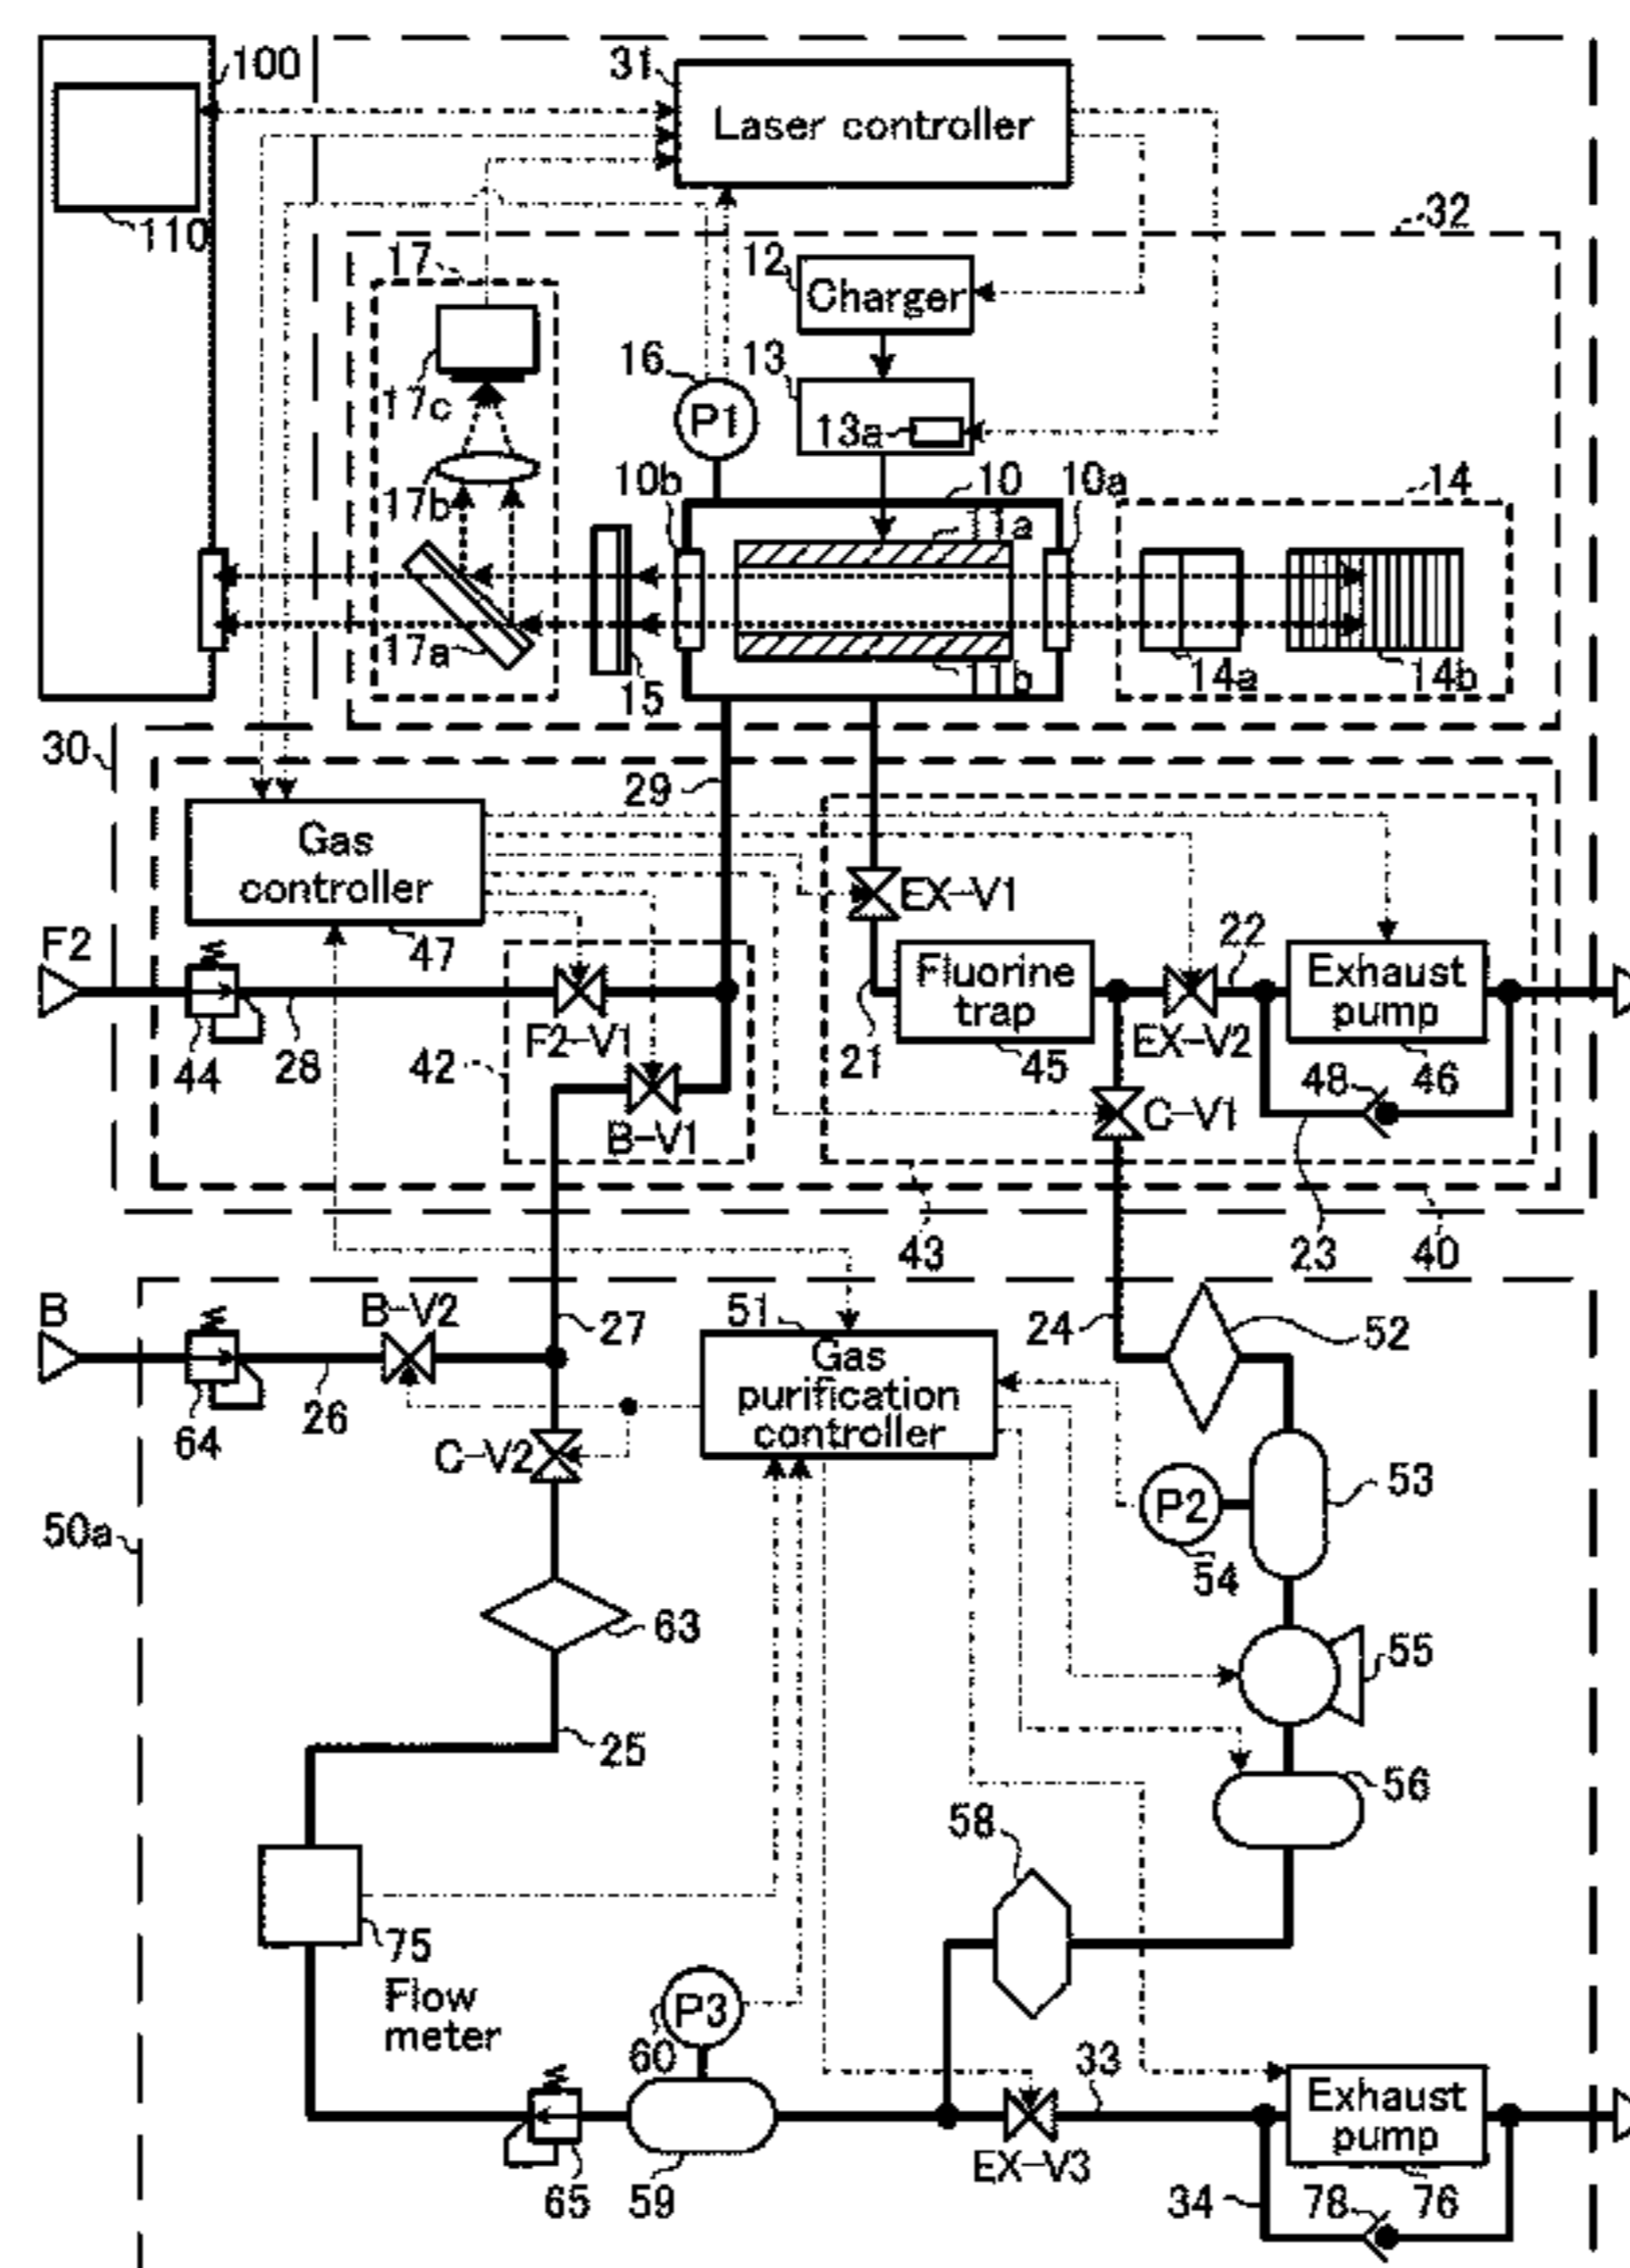 100
31
Laser controller
110
32
17
12
Charger
16
13
17c
P1
13a
10b
10
10a
14
17b
11a
17a
15
11b
14a
14b
30
29
Gas
controller
EX-V1
F2
47
22
Fluorine
trap
Exhaust
pump
F2-V1
EX-V2
44
28
42
21
45
48
46
B-V1
C-V1
43
23
40
B
B-V2
27
51
24
52
Gas
purification
controller
64
26
C-V2
53
50a
P2
54
63
55
25
56
58
75
Flow
meter
P3
60
33
Exhaust
pump
65
59
EX-V3
34
78
76